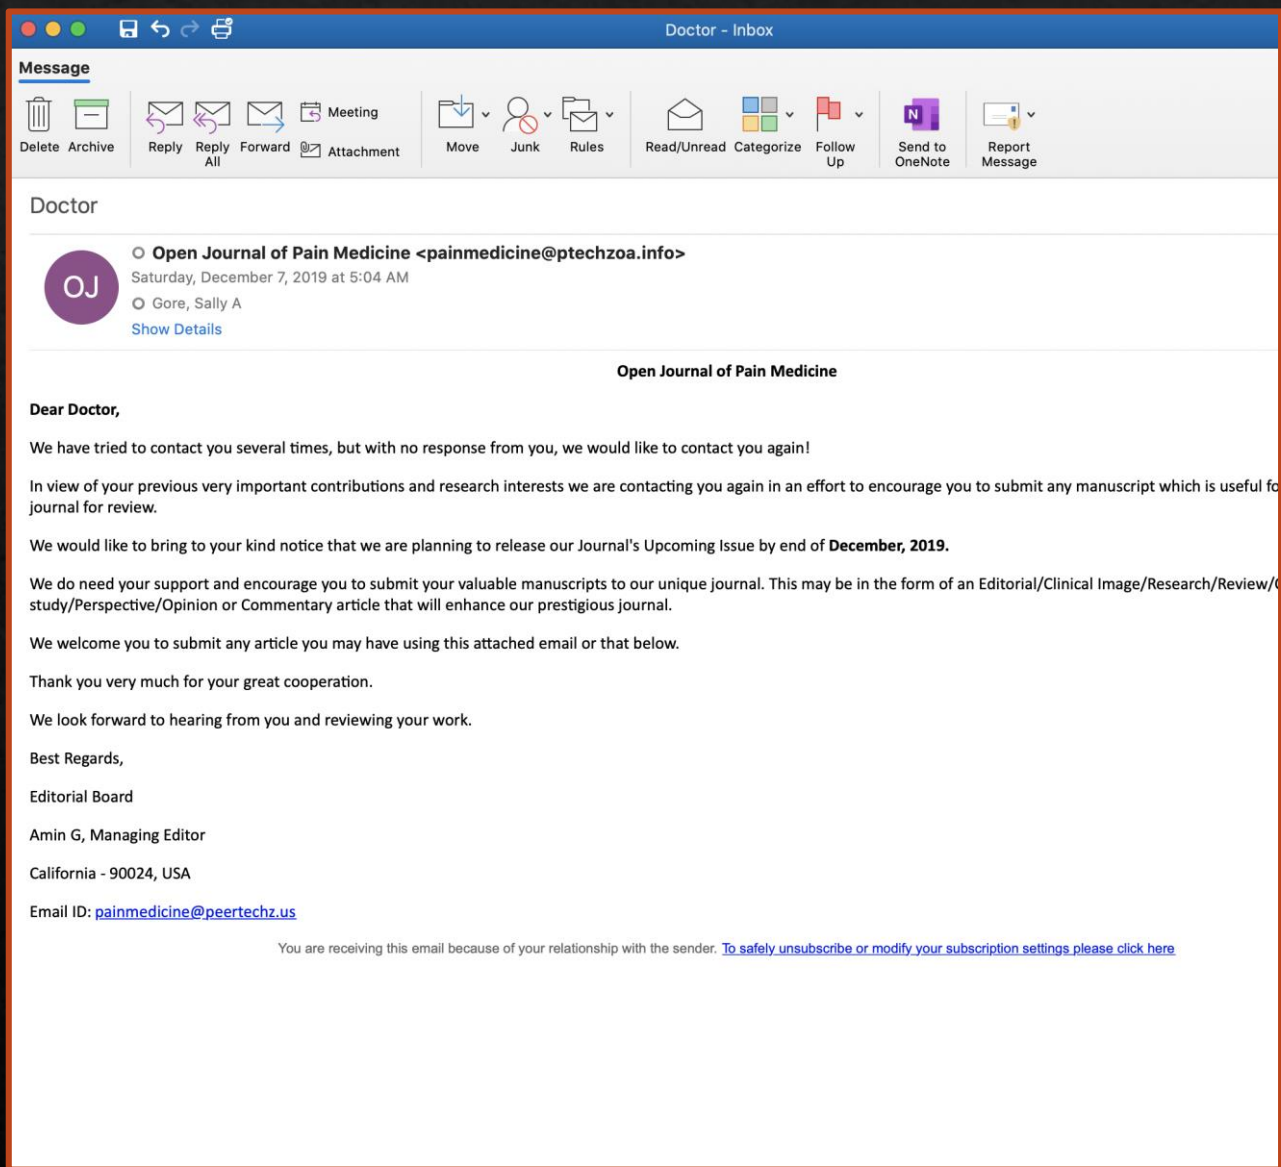 Doctor - Inbox
Message
Delete
Archive
Reply
Reply All
Forward
Meeting
Attachment
Move
Junk
Rules
Read/Unread
Categorize
Follow Up
Send to OneNote
Report Message
Doctor
OJ
Open Journal of Pain Medicine <painmedicine@ptechzoa.info>
Saturday, December 7, 2019 at 5:04 AM
Gore, Sally A
Show Details
Open Journal of Pain Medicine
Dear Doctor,
We have tried to contact you several times, but with no response from you, we would like to contact you again!
In view of your previous very important contributions and research interests we are contacting you again in an effort to encourage you to submit any manuscript which is useful
journal for review.
We would like to bring to your kind notice that we are planning to release our Journal's Upcoming Issue by end of December, 2019.
We do need your support and encourage you to submit your valuable manuscripts to our unique journal. This may be in the form of an Editorial/Clinical Image/Research/Review/
study/Perspective/Opinion or Commentary article that will enhance our prestigious journal.
We welcome you to submit any article you may have using this attached email or that below.
Thank you very much for your great cooperation.
We look forward to hearing from you and reviewing your work.
Best Regards,
Editorial Board
Amin G, Managing Editor
California - 90024, USA
Email ID: painmedicine@peertechz.us
You are receiving this email because of your relationship with the sender. To safely unsubscribe or modify your subscription settings please click here